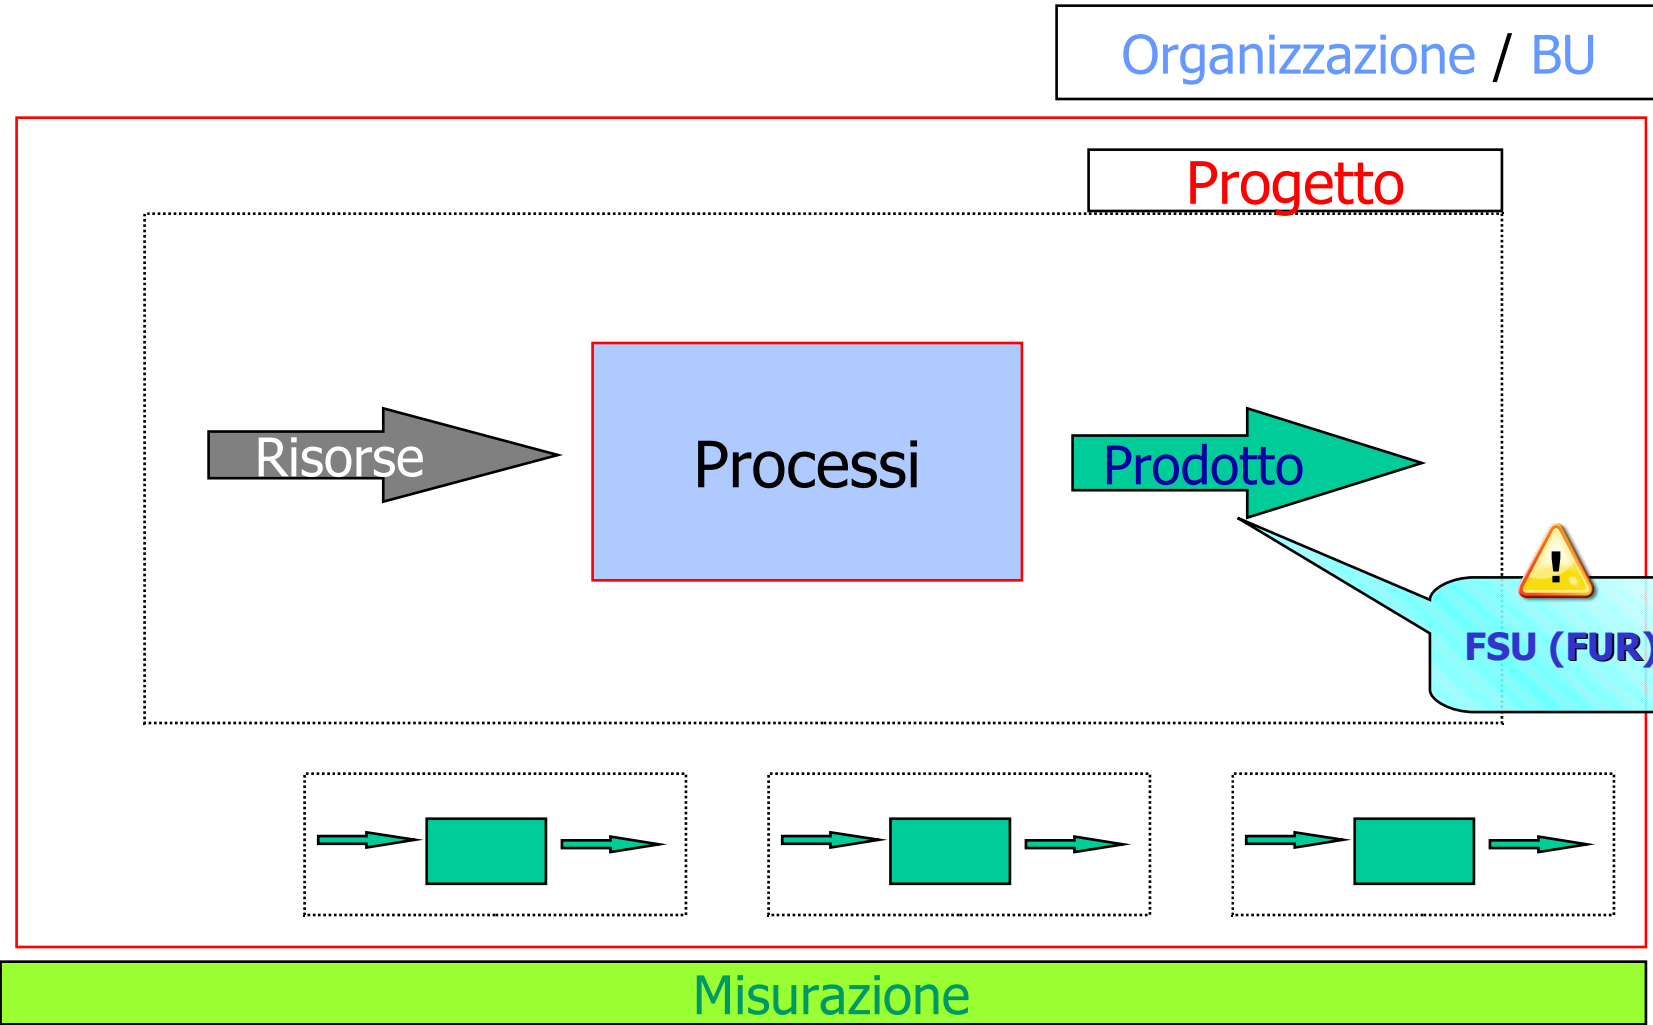 Organizzazione / BU
Progetto
Risorse
Processi
Prodotto
!
FSU (FUR)
Misurazione